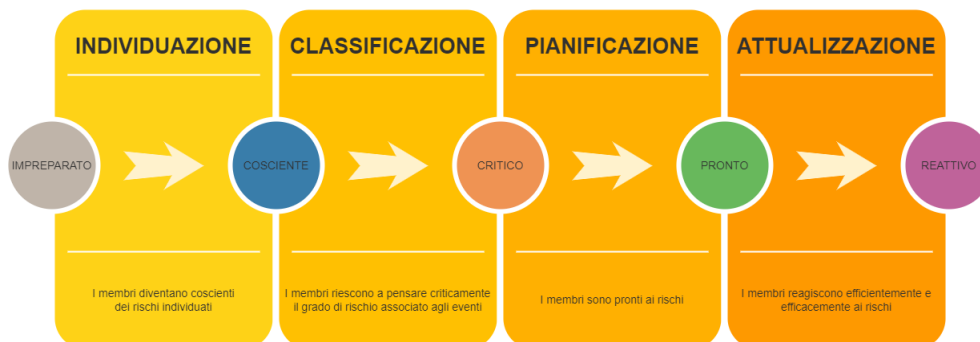 INDIVIDUAZIONE
CLASSIFICAZIONE
PIANIFICAZIONE
ATTUALIZZAZIONE
IMPREPARATO
COSCIENTE
CRITICO
PRONTO
REATTIVO
I membri diventano coscienti
dei rischi individuati
I membri riescono a pensare criticamente
il grado di rischio associato agli eventi
I membri sono pronti ai rischi
I membri reagiscono efficientemente e
efficacemente ai rischi